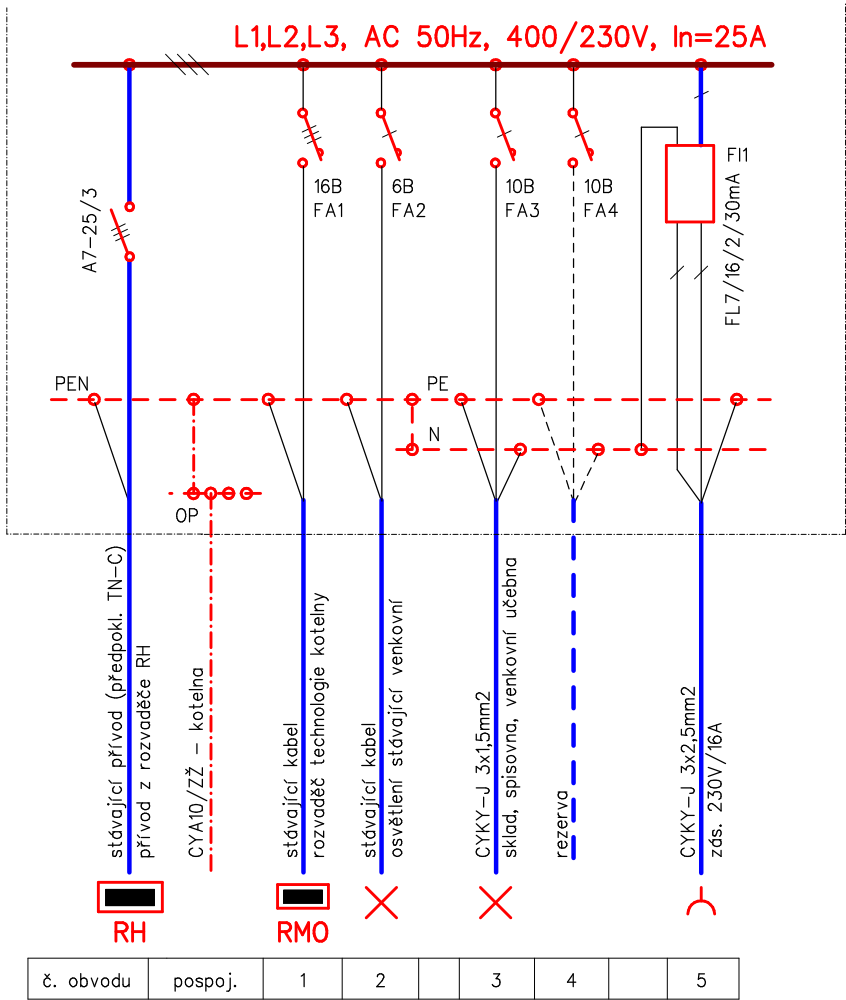 L1,L2,L3, AC 50Hz, 400/230V, In=25A
A7-25/3
16B
FA1
6B
FA2
10B
FA3
10B
FA4
FI1
FL7/16/2/30mA
PEN
PE
N
OP
stávající přívod (předpokl. TN-C)
přívod z rozvaděče RH
CYA10/ZŽ - kotelna
stávající kabel
rozvaděč technologie kotelny
stávající kabel
osvětlení stávající venkovní
CYKY-J 3x1,5mm2
sklad, spisovna, venkovní učebna
rezerva
CYKY-J 3x2,5mm2
zás. 230V/16A
RH
RMO
č. obvodu pospoj. 1 2 3 4 5